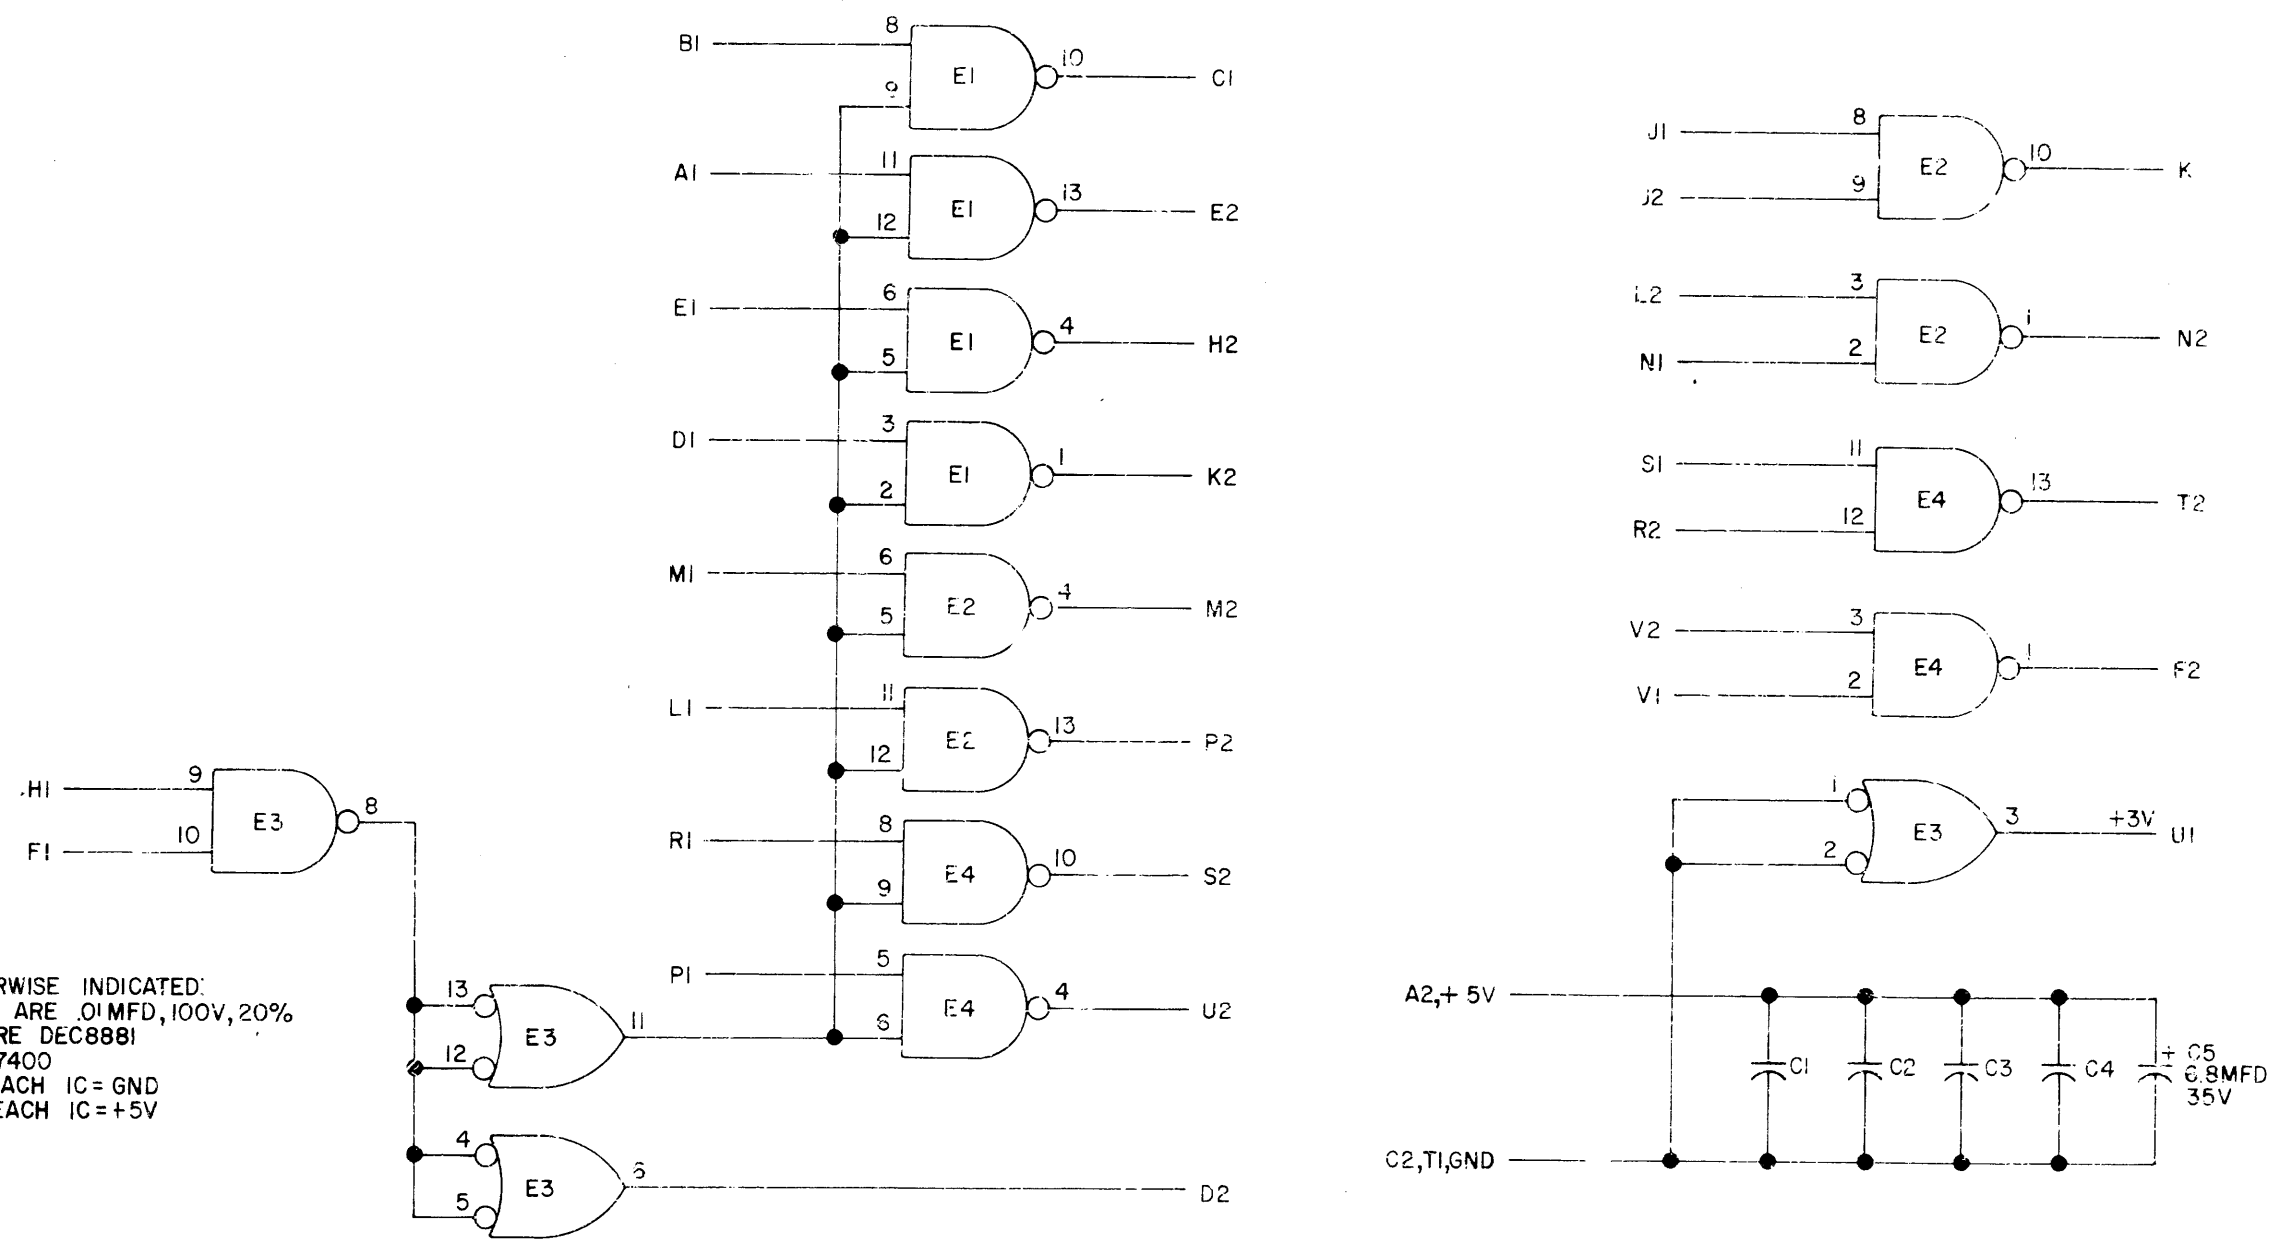 B1 8 E1 10 C1
9
A1 11 E1 13 E2
12
E1 6 E1 4 H2
5
D1 3 E1 1 K2
2
M1 6 E2 4 M2
5
L1 11 E2 13 P2
12
R1 8 E4 10 S2
9
P1 5 E4 4 U2
6
H1 9 E3 8
F1 10
13 E3 11
12
4 E3 6 D2
5
RWISE INDICATED:
ARE .01MFD,100V,20%
RE DEC8881
7400
ACH IC=GND
EACH IC=+5V
J1 8 E2 10 K
J2 9
L2 3 E2 1 N2
N1 2
S1 11 E4 13 T2
R2 12
V2 3 E4 1 F2
V1 2
1 E3 3 +3V U1
2
A2,+5V
C1 C2 C3 C4 + C5
6.8MFD
35V
C2,T1,GND